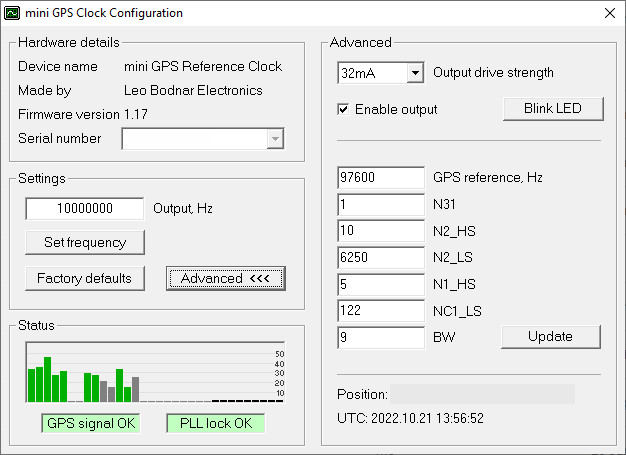 mini GPS Clock Configuration
Hardware details
Device name mini GPS Reference Clock
Made by Leo Bodnar Electronics
Firmware version 1.17
Serial number
Settings
10000000 Output, Hz
Set frequency
Factory defaults Advanced <<<
Status
50
40
30
20
10
GPS signal OK PLL lock OK
Advanced
32mA Output drive strength
Enable output Blink LED
97600 GPS reference, Hz
1 N31
10 N2_HS
6250 N2_LS
5 N1_HS
122 NC1_LS
9 BW Update
Position:
UTC: 2022.10.21 13:56:52